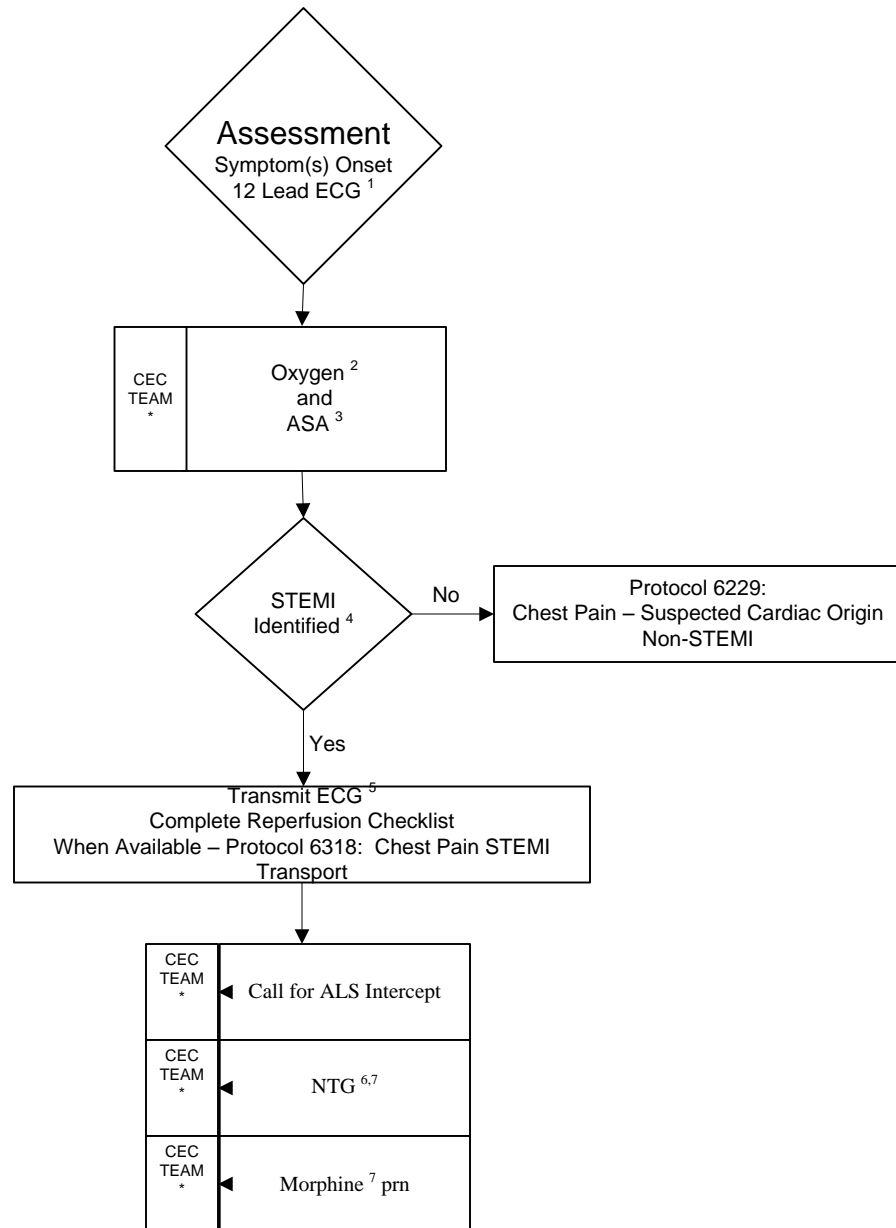 Assessment
Symptom(s) Onset
12 Lead ECG 1
CEC
TEAM
*
Oxygen 2
and
ASA 3
STEMI
Identified 4
No
Protocol 6229:
Chest Pain – Suspected Cardiac Origin
Non-STEMI
Yes
Transmit ECG 5
Complete Reperfusion Checklist
When Available – Protocol 6318: Chest Pain STEMI
Transport
CEC
TEAM
*
Call for ALS Intercept
CEC
TEAM
*
NTG 6,7
CEC
TEAM
*
Morphine 7 prn